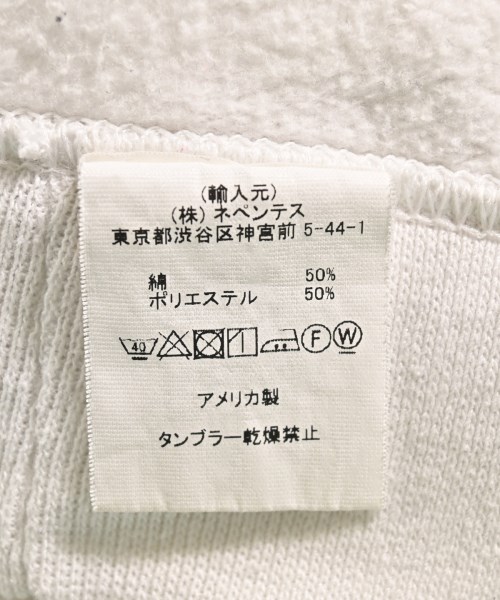 (輸入元)
(株) ネペンテス
東京都渋谷区神宮前 5-44-1
綿 50%
ポリエステル 50%
40 F W
アメリカ製
タンブラー乾燥禁止